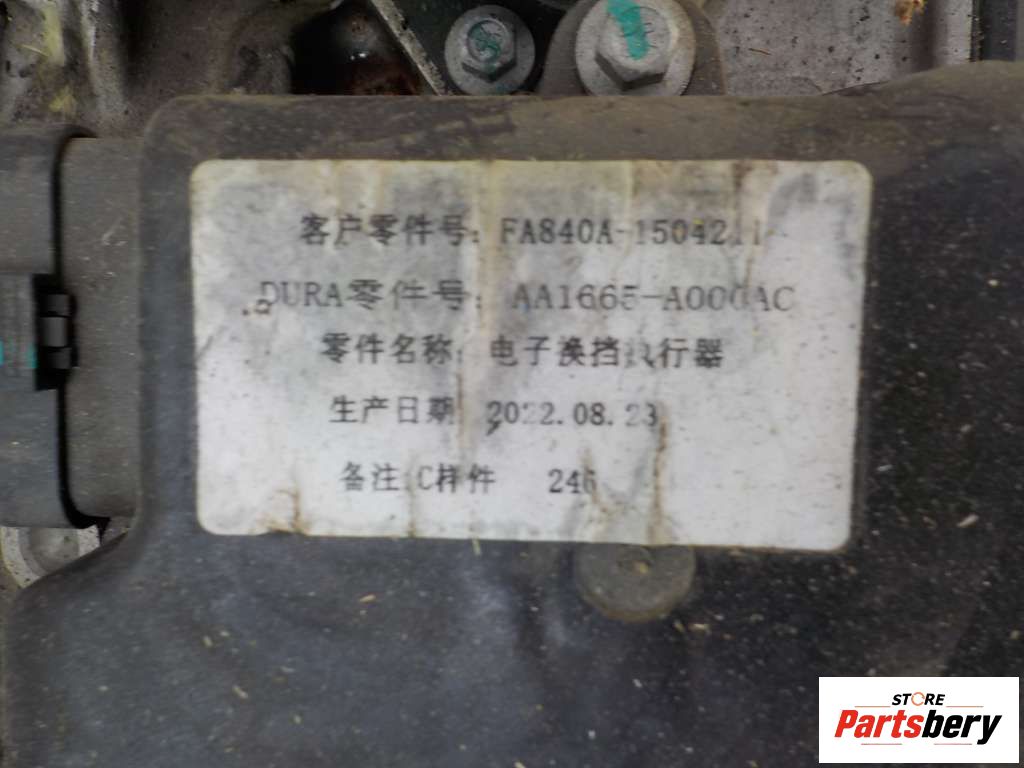 客户零件号: FA840A-1504211
DURA零件号: AA1665-A000AC
零件名称: 电子换挡执行器
生产日期 2022.08.23
备注:C样件 246
STORE
Partsbery